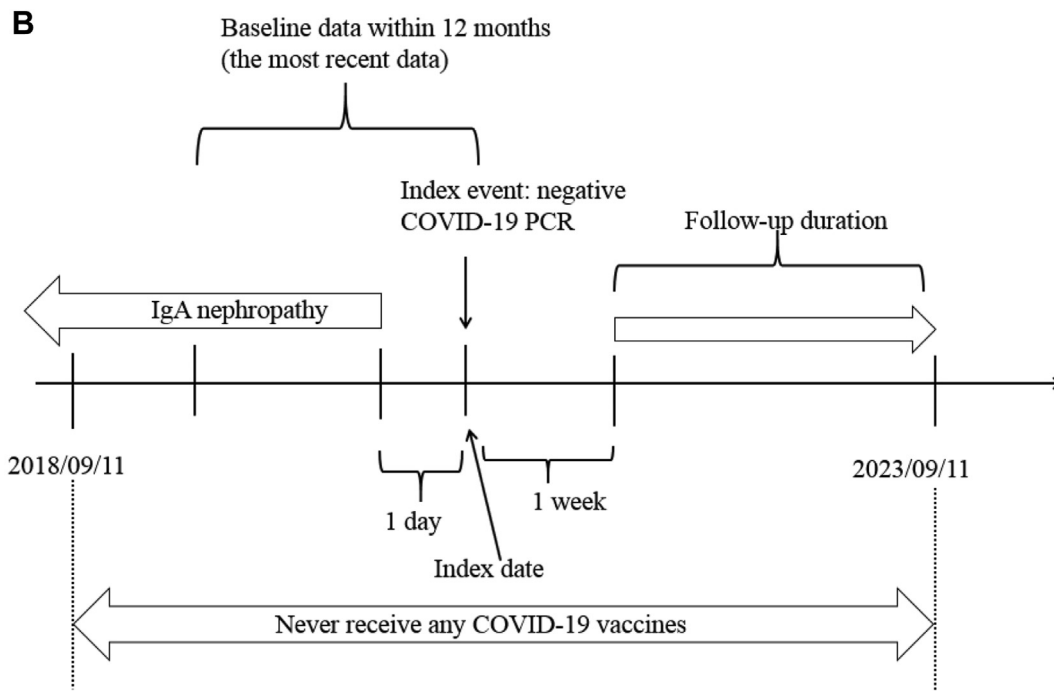 B
Baseline data within 12 months
(the most recent data)
Index event: negative
COVID-19 PCR
Follow-up duration
IgA nephropathy
2018/09/11
2023/09/11
1 day
1 week
Index date
Never receive any COVID-19 vaccines